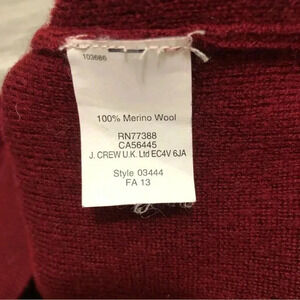 103686
100% Merino Wool
RN77388
CA56445
J. CREW U.K. Ltd EC4V 6JA
Style 03444
FA 13